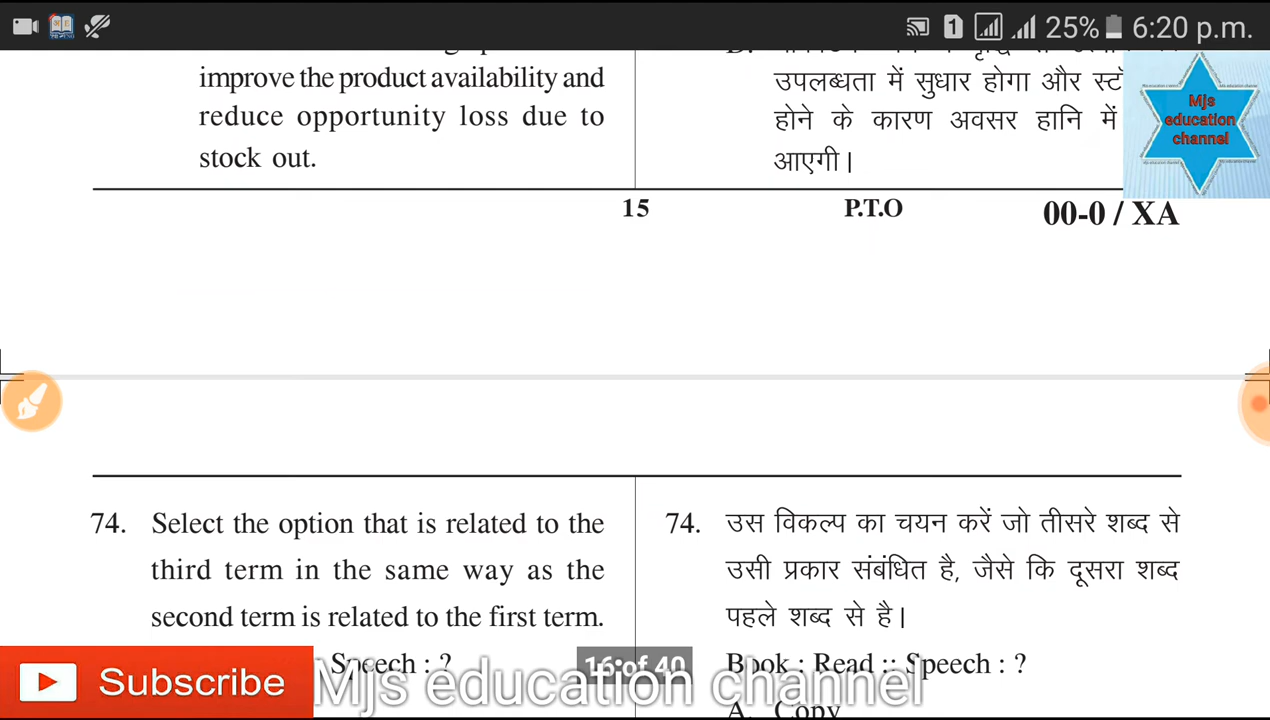 25% 6:20 p.m.
1
improve the product availability and
reduce opportunity loss due to
stock out.
उपलब्धता में सुधार होगा और
होने के कारण अवसर हानि में
आएगी।
Mjs
education
channel
15
P.T.O
00-0 / XA
74. Select the option that is related to the
third term in the same way as the
second term is related to the first term.
Speech : ?
74. उस विकल्प का चयन करें जो तीसरे शब्द से
उसी प्रकार संबंधित है, जैसे कि दूसरा शब्द
पहले शब्द से है।
Book : Read :: Speech : ?
A. Copy
16 of 40
Subscribe
Mjs education channel